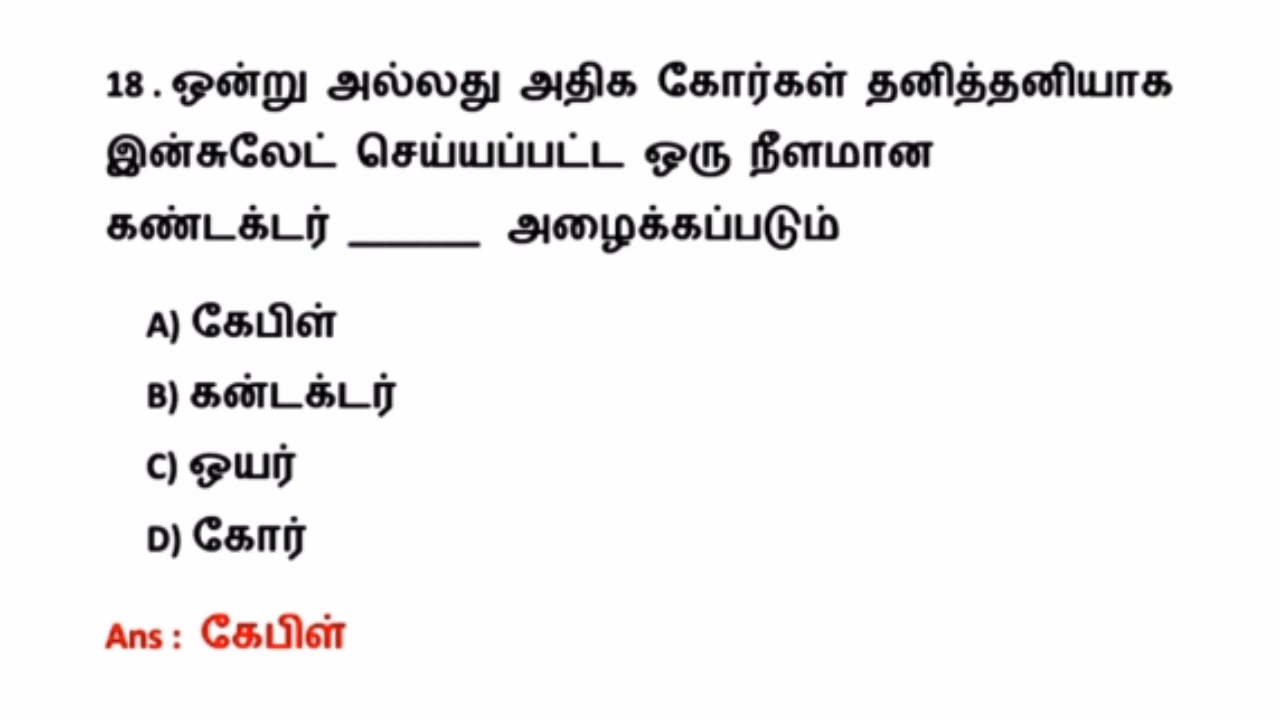 18 . ஒன்று அல்லது அதிக கோர்கள் தனித்தனியாக
இன்சுலேட் செய்யப்பட்ட ஒரு நீளமான
கண்டக்டர் ______ அழைக்கப்படும்
A) கேபிள்
B) கன்டக்டர்
C) ஒயர்
D) கோர்
Ans : கேபிள்